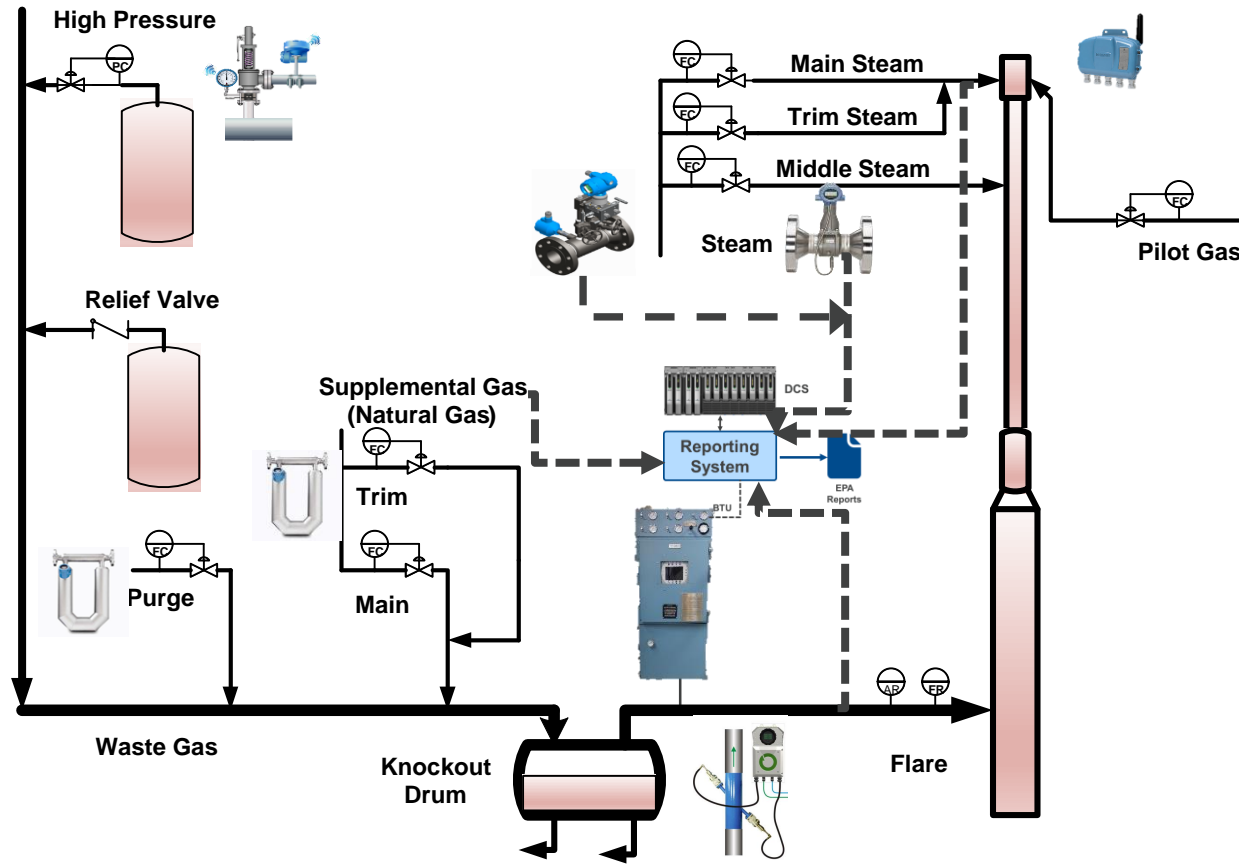 High Pressure
PC
Relief Valve
Supplemental Gas
(Natural Gas)
FC
Trim
FC
Purge
FC
Main
Waste Gas
Knockout
Drum
FC
Main Steam
FC
Trim Steam
FC
Middle Steam
Steam
FC
Pilot Gas
DCS
Reporting
System
EPA
Reports
BTU
AR
FR
Flare